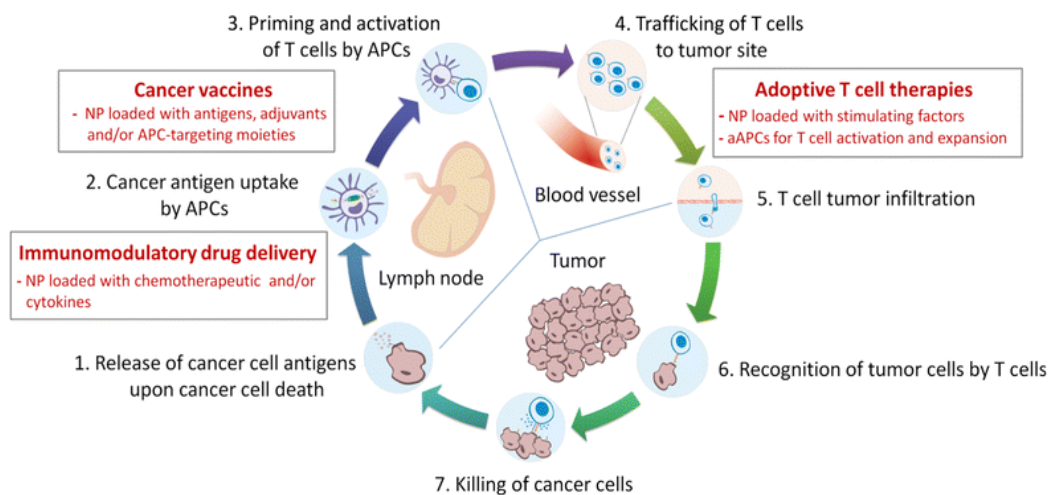 3. Priming and activation
of T cells by APCs
4. Trafficking of T cells
to tumor site
Cancer vaccines
- NP loaded with antigens, adjuvants
and/or APC-targeting moieties
Adoptive T cell therapies
- NP loaded with stimulating factors
- aAPCs for T cell activation and expansion
2. Cancer antigen uptake
by APCs
Blood vessel
5. T cell tumor infiltration
Immunomodulatory drug delivery
- NP loaded with chemotherapeutic and/or
cytokines
Lymph node
Tumor
1. Release of cancer cell antigens
upon cancer cell death
6. Recognition of tumor cells by T cells
7. Killing of cancer cells